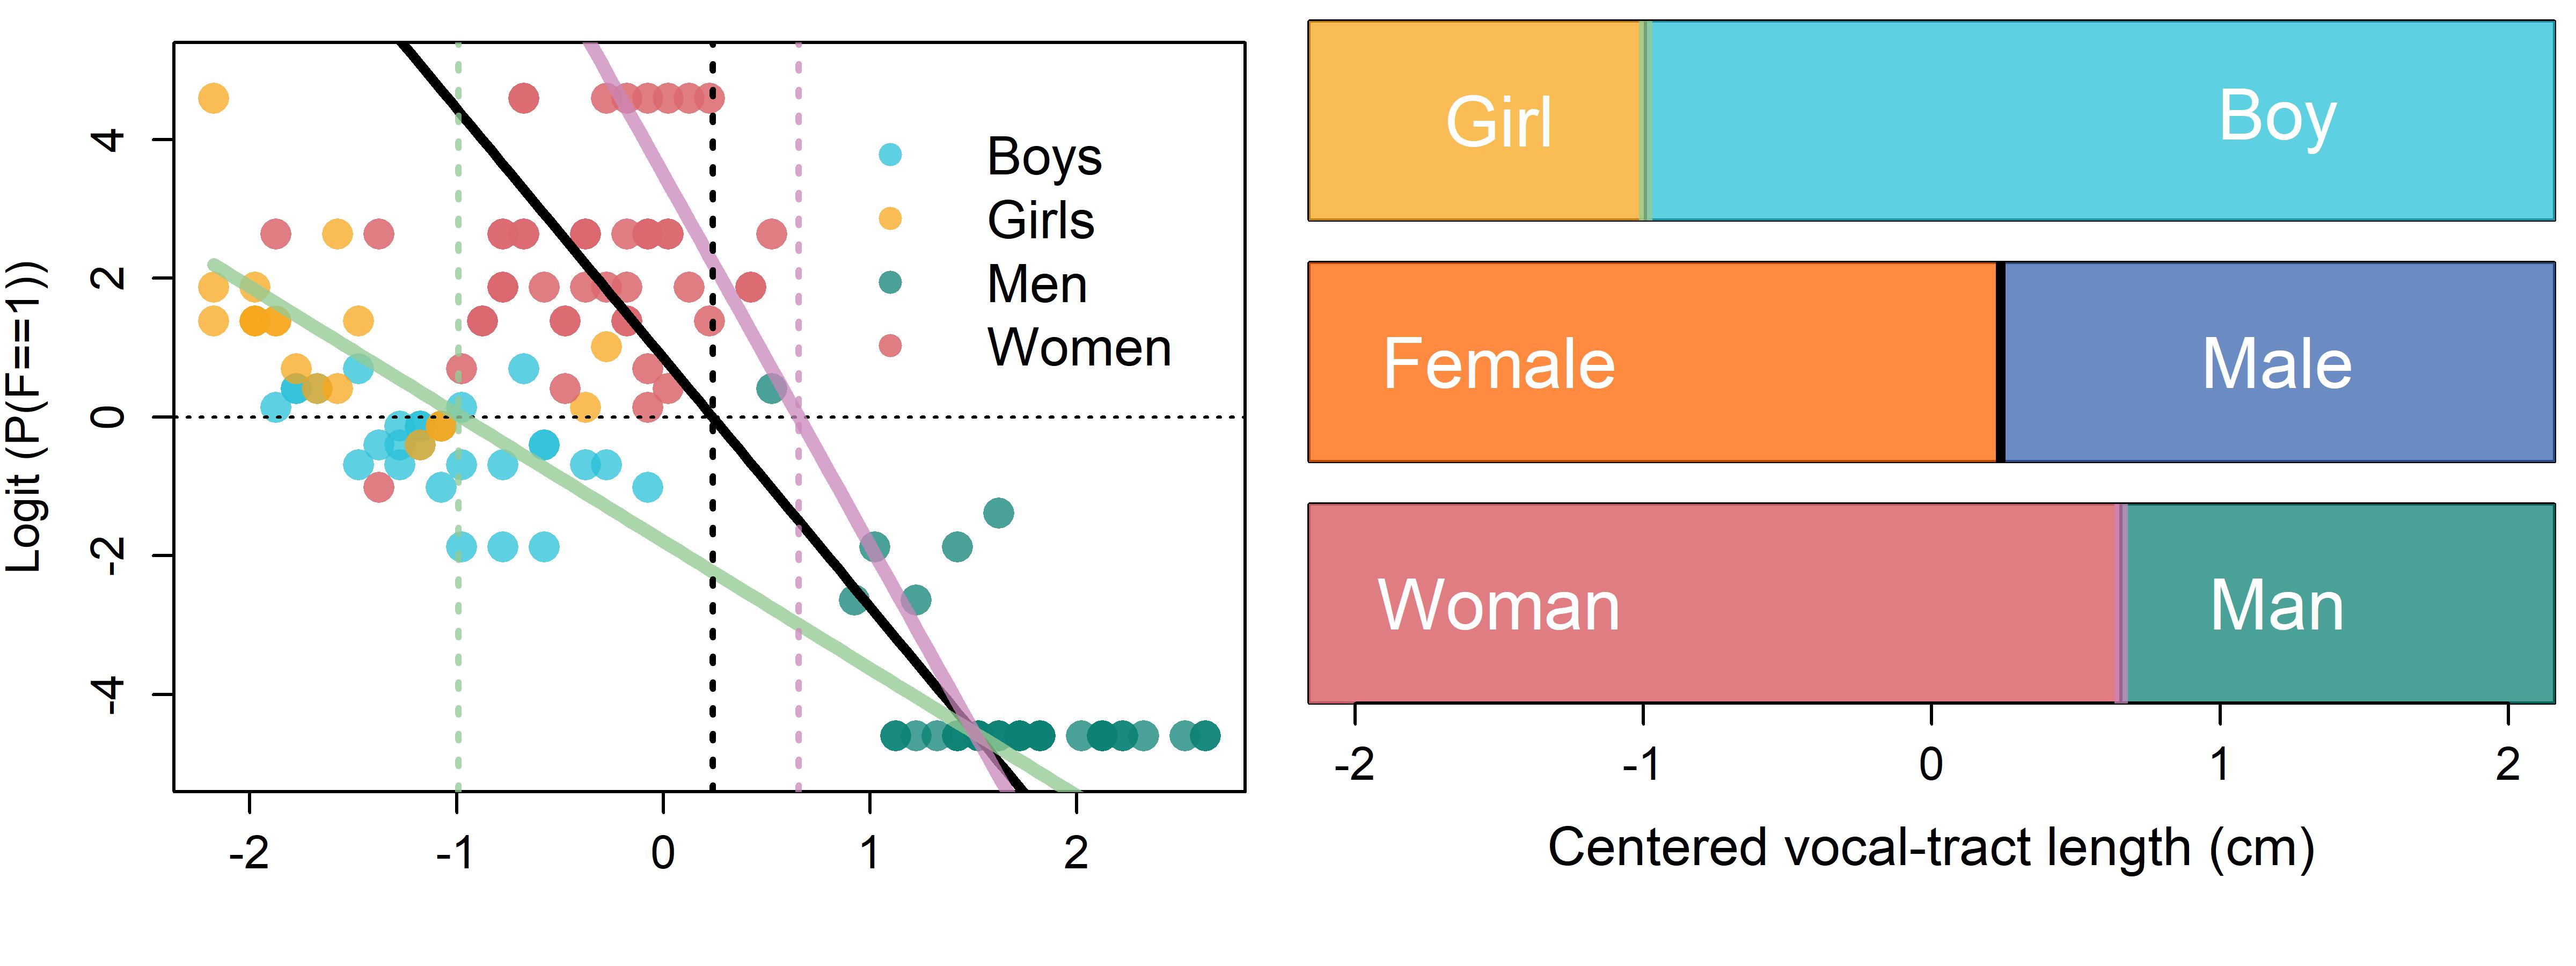 Logit (P(F==1))
4
2
0
-2
-4
-2 -1 0 1 2
Boys
Girls
Men
Women
Girl Boy
Female Male
Woman Man
-2 -1 0 1 2
Centered vocal-tract length (cm)